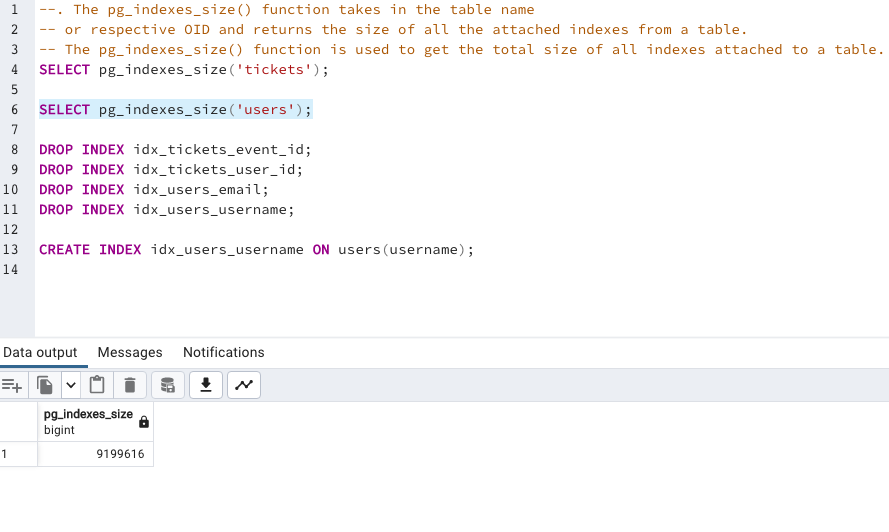 1 --. The pg_indexes_size() function takes in the table name
2 -- or respective OID and returns the size of all the attached indexes from a table.
3 -- The pg_indexes_size() function is used to get the total size of all indexes attached to a table.
4 SELECT pg_indexes_size('tickets');
5
6 SELECT pg_indexes_size('users');
7
8 DROP INDEX idx_tickets_event_id;
9 DROP INDEX idx_tickets_user_id;
10 DROP INDEX idx_users_email;
11 DROP INDEX idx_users_username;
12
13 CREATE INDEX idx_users_username ON users(username);
14
Data output Messages Notifications
pg_indexes_size
bigint
1 9199616